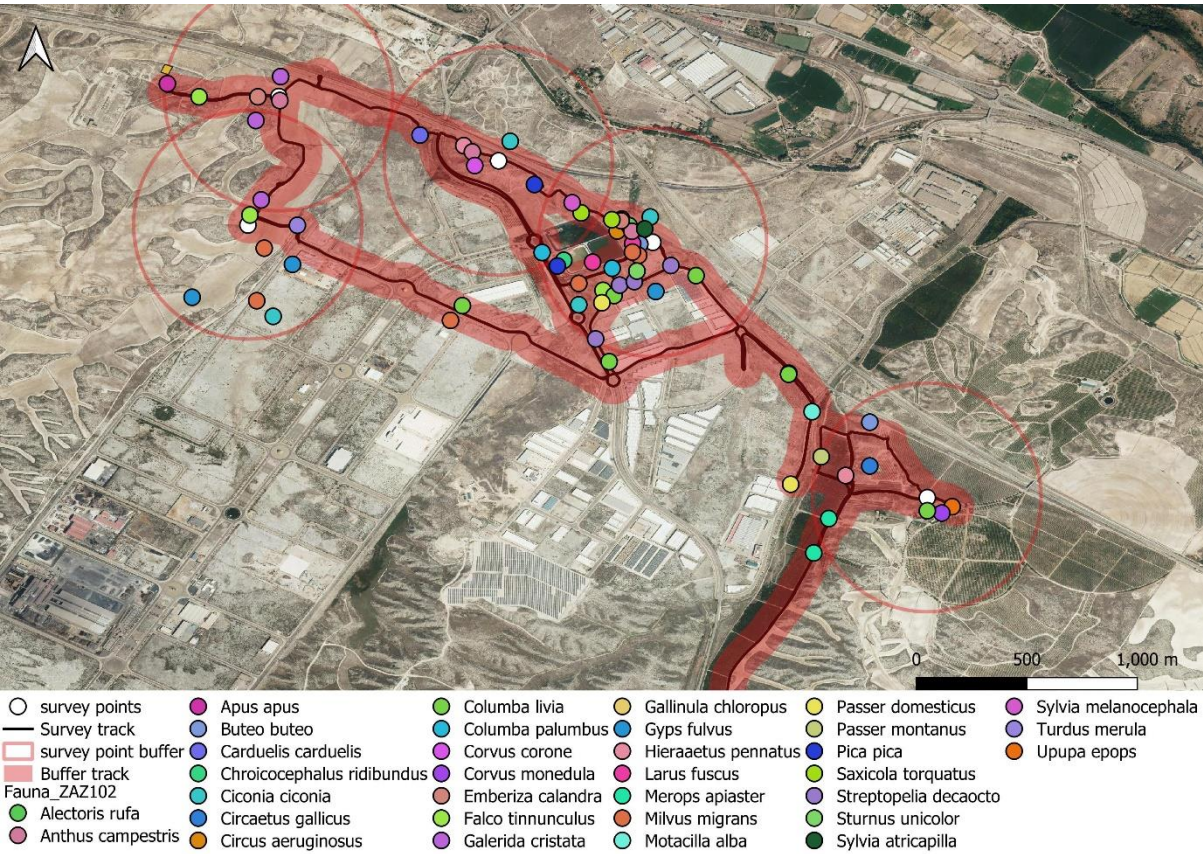 0 500 1,000 m
survey points
Survey track
survey point buffer
Buffer track
Fauna_ZAZ102
Alectoris rufa
Anthus campestris
Apus apus
Buteo buteo
Carduelis carduelis
Chroicocephalus ridibundus
Ciconia ciconia
Circaetus gallicus
Circus aeruginosus
Columba livia
Columba palumbus
Corvus corone
Corvus monedula
Emberiza calandra
Falco tinnunculus
Galerida cristata
Gallinula chloropus
Gyps fulvus
Hieraaetus pennatus
Larus fuscus
Merops apiaster
Milvus migrans
Motacilla alba
Passer domesticus
Passer montanus
Pica pica
Saxicola torquatus
Streptopelia decaocto
Sturnus unicolor
Sylvia atricapilla
Sylvia melanocephala
Turdus merula
Upupa epops